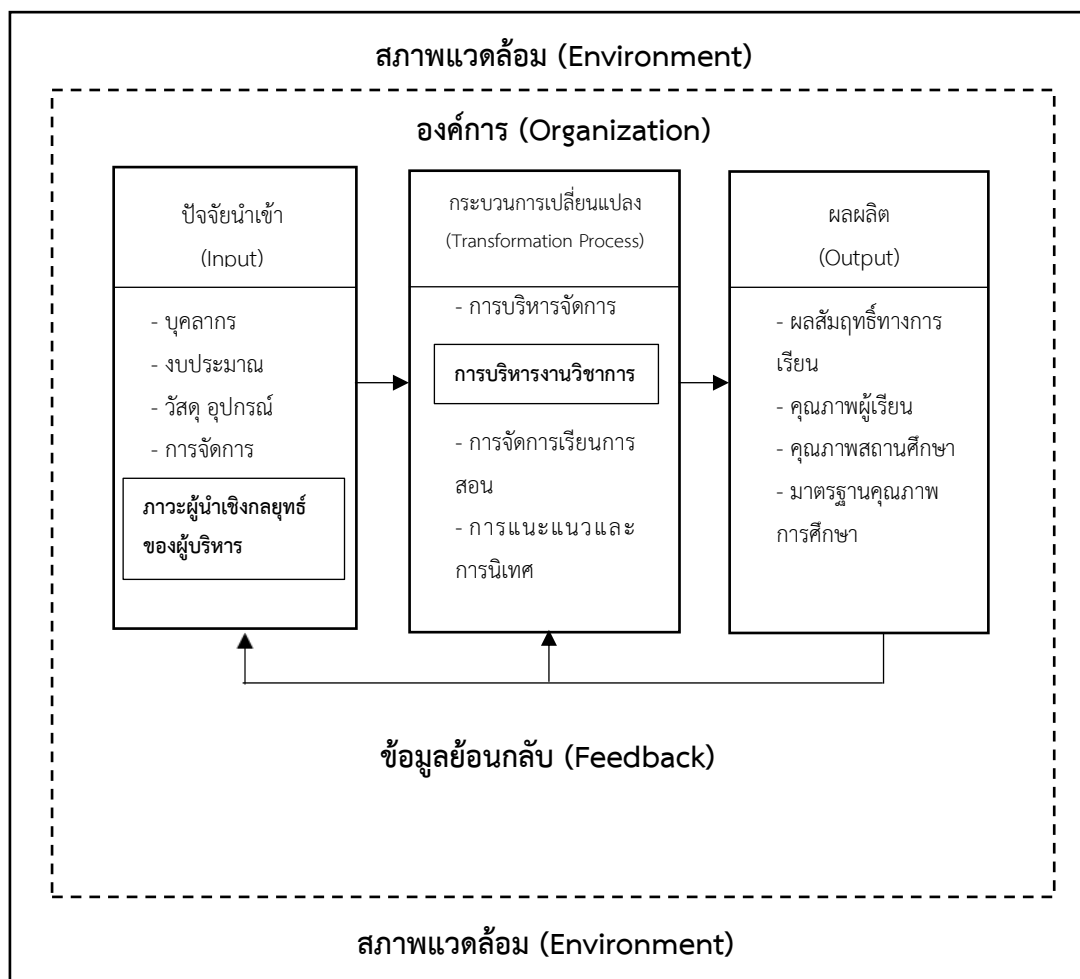 สภาพแวดล้อม (Environment)
องค์การ (Organization)
ปัจจัยนำเข้า
(Input)
- บุคลากร
- งบประมาณ
- วัสดุ อุปกรณ์
- การจัดการ
ภาวะผู้นำเชิงกลยุทธ์
ของผู้บริหาร
กระบวนการเปลี่ยนแปลง
(Transformation Process)
- การบริหารจัดการ
การบริหารงานวิชาการ
- การจัดการเรียนการ
สอน
- การแนะแนวและ
การนิเทศ
ผลผลิต
(Output)
- ผลสัมฤทธิ์ทางการ
เรียน
- คุณภาพผู้เรียน
- คุณภาพสถานศึกษา
- มาตรฐานคุณภาพ
การศึกษา
ข้อมูลย้อนกลับ (Feedback)
สภาพแวดล้อม (Environment)